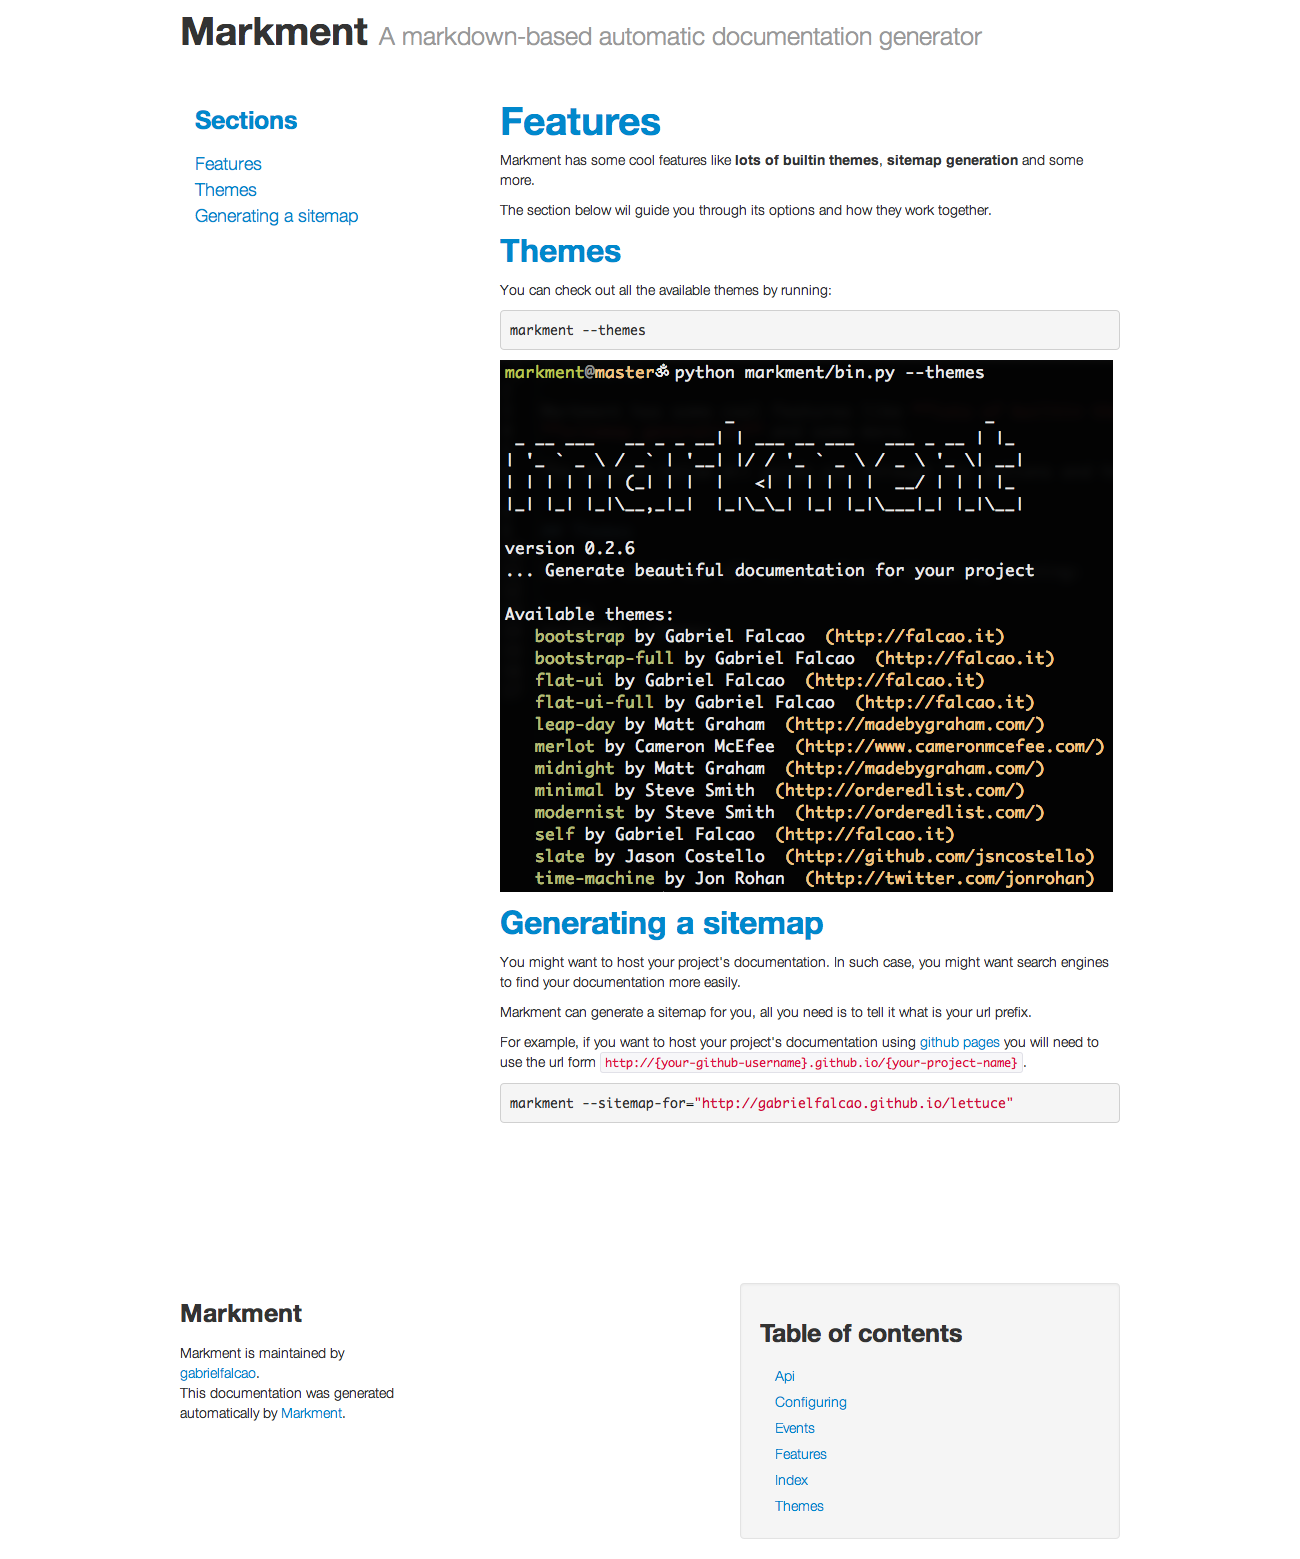 Markment A markdown-based automatic documentation generator
Sections
Features
Themes
Generating a sitemap
Features
Markment has some cool features like lots of builtin themes, sitemap generation and some
more.
The section below wil guide you through its options and how they work together.
Themes
You can check out all the available themes by running:
markment --themes
markment@masterॐ python markment/bin.py --themes
markment
version 0.2.6
... Generate beautiful documentation for your project
Available themes:
bootstrap by Gabriel Falcao (http://falcao.it)
bootstrap-full by Gabriel Falcao (http://falcao.it)
flat-ui by Gabriel Falcao (http://falcao.it)
flat-ui-full by Gabriel Falcao (http://falcao.it)
leap-day by Matt Graham (http://madebygraham.com/)
merlot by Cameron McEfee (http://www.cameronmcefee.com/)
midnight by Matt Graham (http://madebygraham.com/)
minimal by Steve Smith (http://orderedlist.com/)
modernist by Steve Smith (http://orderedlist.com/)
self by Gabriel Falcao (http://falcao.it)
slate by Jason Costello (http://github.com/jsncostello)
time-machine by Jon Rohan (http://twitter.com/jonrohan)
Generating a sitemap
You might want to host your project's documentation. In such case, you might want search engines
to find your documentation more easily.
Markment can generate a sitemap for you, all you need is to tell it what is your url prefix.
For example, if you want to host your project's documentation using github pages you will need to
use the url form http://{your-github-username}.github.io/{your-project-name}.
markment --sitemap-for="http://gabrielfalcao.github.io/lettuce"
Markment
Markment is maintained by
gabrielfalcao.
This documentation was generated
automatically by Markment.
Table of contents
Api
Configuring
Events
Features
Index
Themes